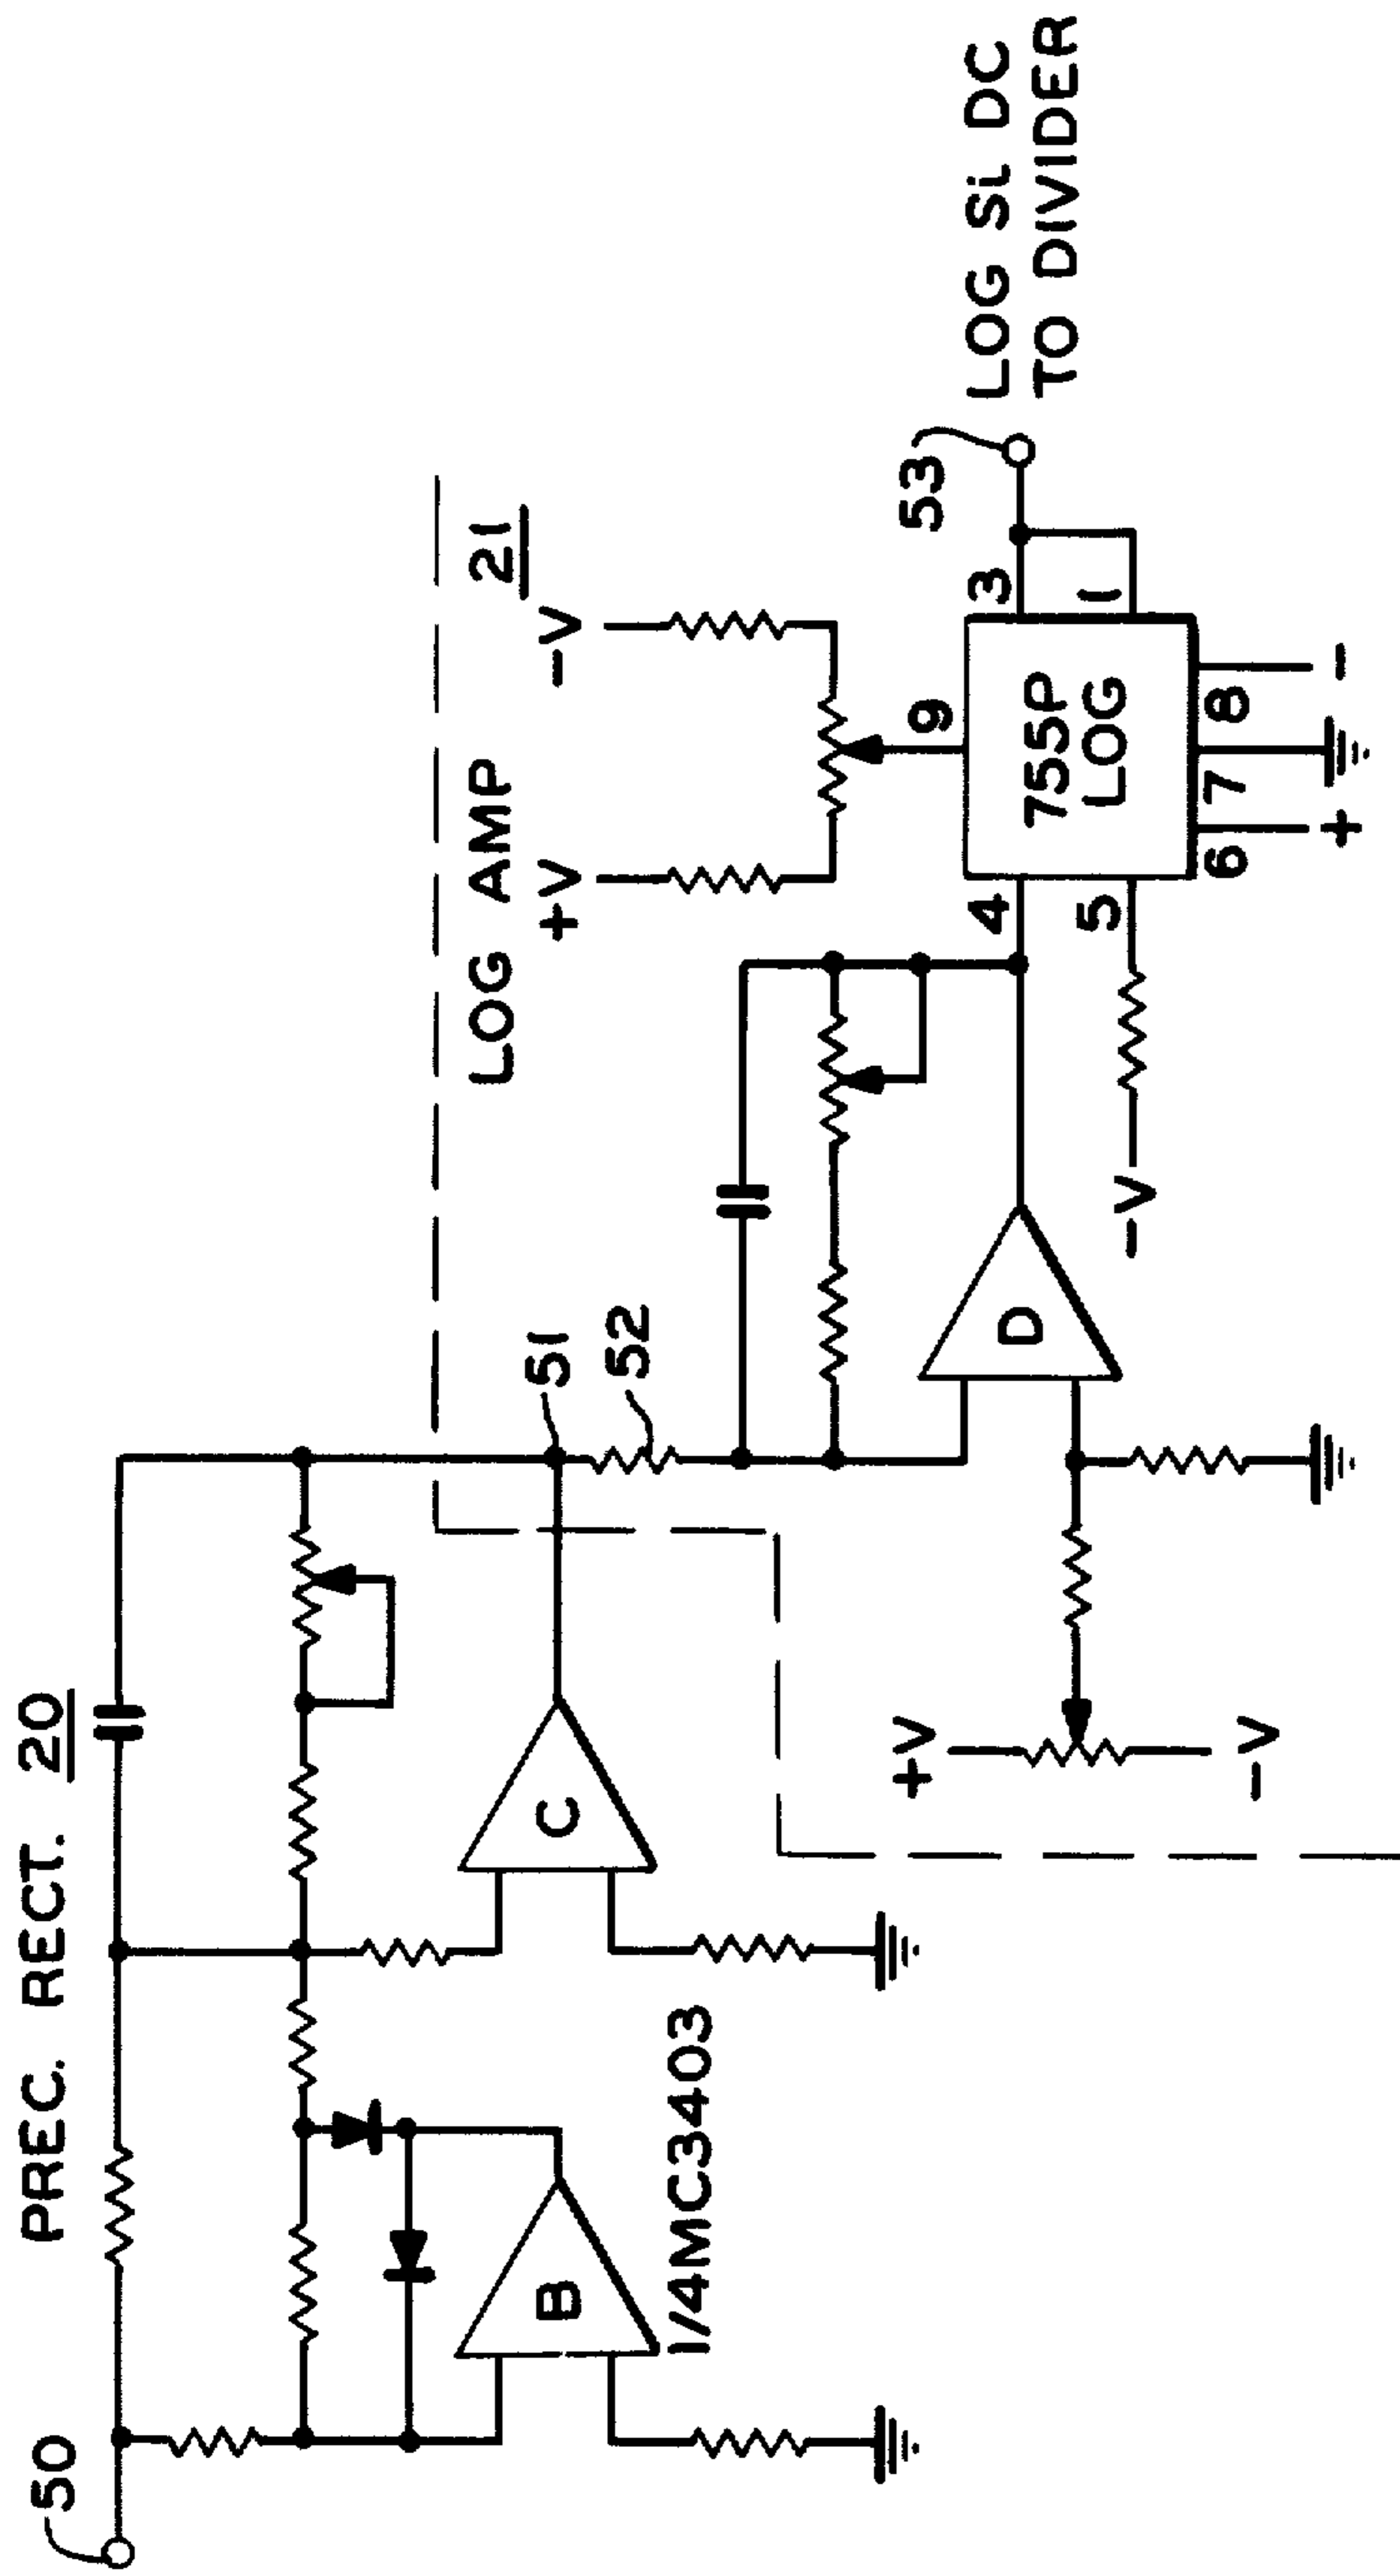 50
PREC. RECT. 20
B
1/4MC3403
C
51
52
LOG AMP 21
+V
-V
+V
-V
D
-V
4
5
9
755P
LOG
3
1
6
7
8
+
-
53
LOG Si DC
TO DIVIDER